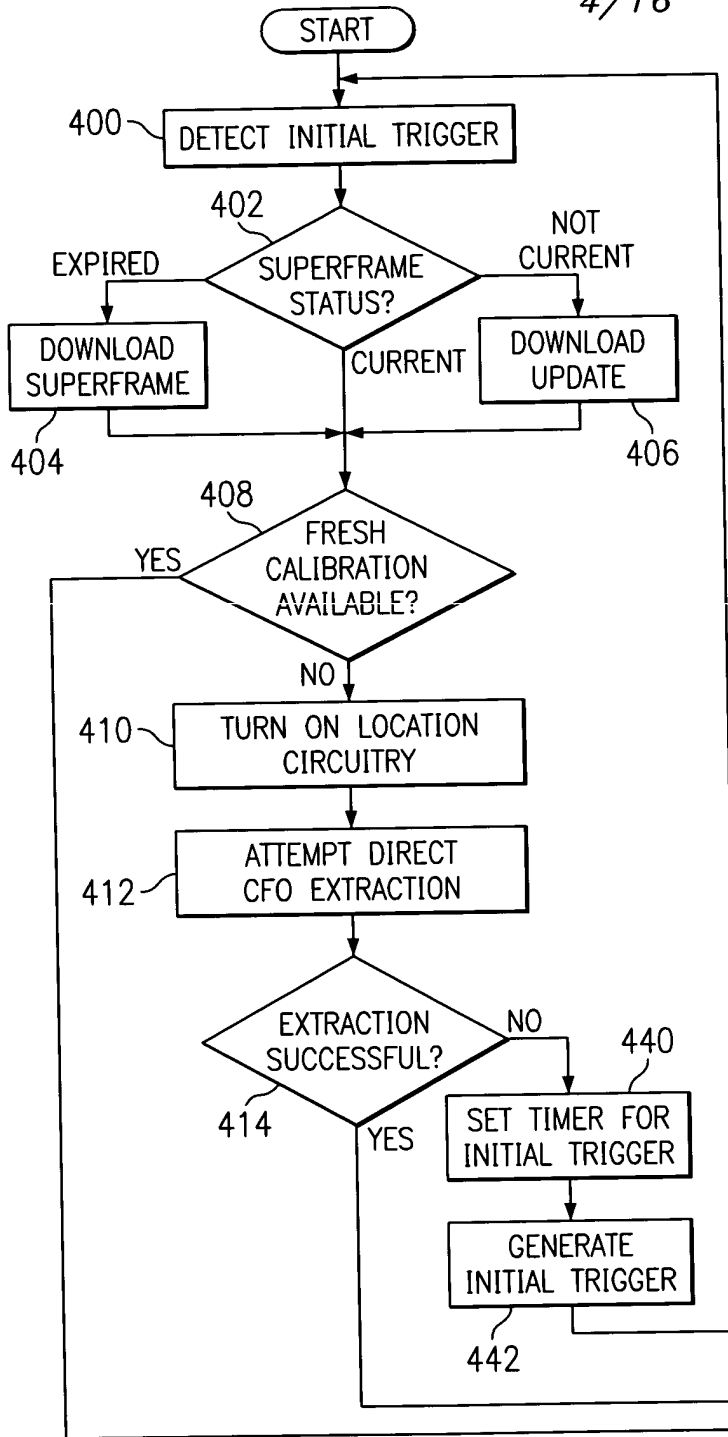 4/16
START
400
DETECT INITIAL TRIGGER
402
SUPERFRAME
STATUS?
EXPIRED
NOT
CURRENT
DOWNLOAD
SUPERFRAME
404
CURRENT
DOWNLOAD
UPDATE
406
408
FRESH
CALIBRATION
AVAILABLE?
YES
NO
410
TURN ON LOCATION
CIRCUITRY
412
ATTEMPT DIRECT
CFO EXTRACTION
EXTRACTION
SUCCESSFUL?
414
NO
YES
440
SET TIMER FOR
INITIAL TRIGGER
GENERATE
INITIAL TRIGGER
442